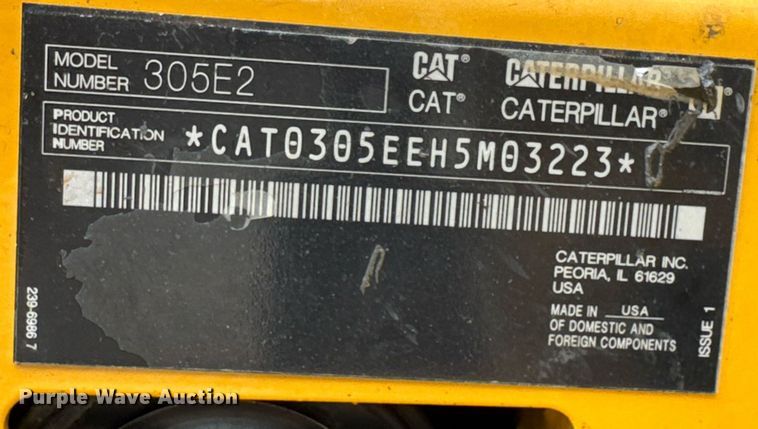 MODEL
NUMBER 305E2
CAT® CATERPILLAR
CAT® CATERPILLAR®
PRODUCT
IDENTIFICATION
NUMBER
*CAT0305EEH5M03223*
CATERPILLAR INC.
PEORIA, IL 61629
USA
MADE IN USA
OF DOMESTIC AND
FOREIGN COMPONENTS
ISSUE 1
239-6986 7
Purple Wave Auction